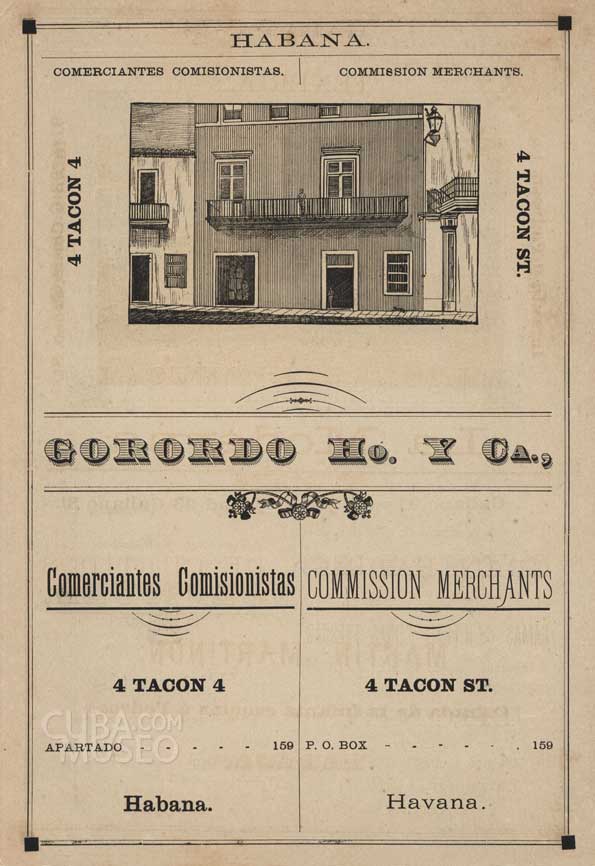 HABANA.
COMERCIANTES COMISIONISTAS.
COMMISSION MERCHANTS.
4 TACON 4
4 TACON ST.
GORORDO Ho. Y CA.,
Comerciantes Comisionistas
COMMISSION MERCHANTS
4 TACON 4
4 TACON ST.
APARTADO - - - - - 159
P. O. BOX - - - - - - 159
Habana.
Havana.
CUBA.COM
MUSEO